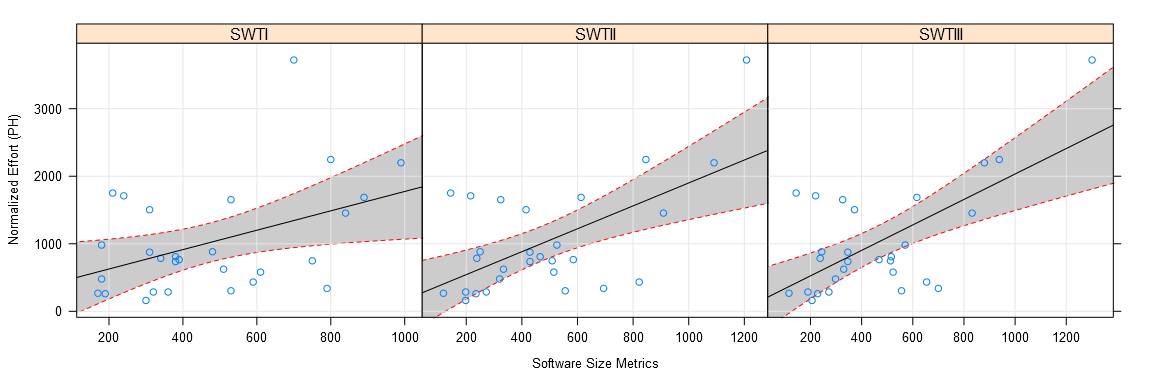 SWTI SWTII SWTIII
Normalized Effort (PH)
3000
2000
1000
0
200 400 600 800 1000 200 400 600 800 1000 1200 200 400 600 800 1000 1200
Software Size Metrics